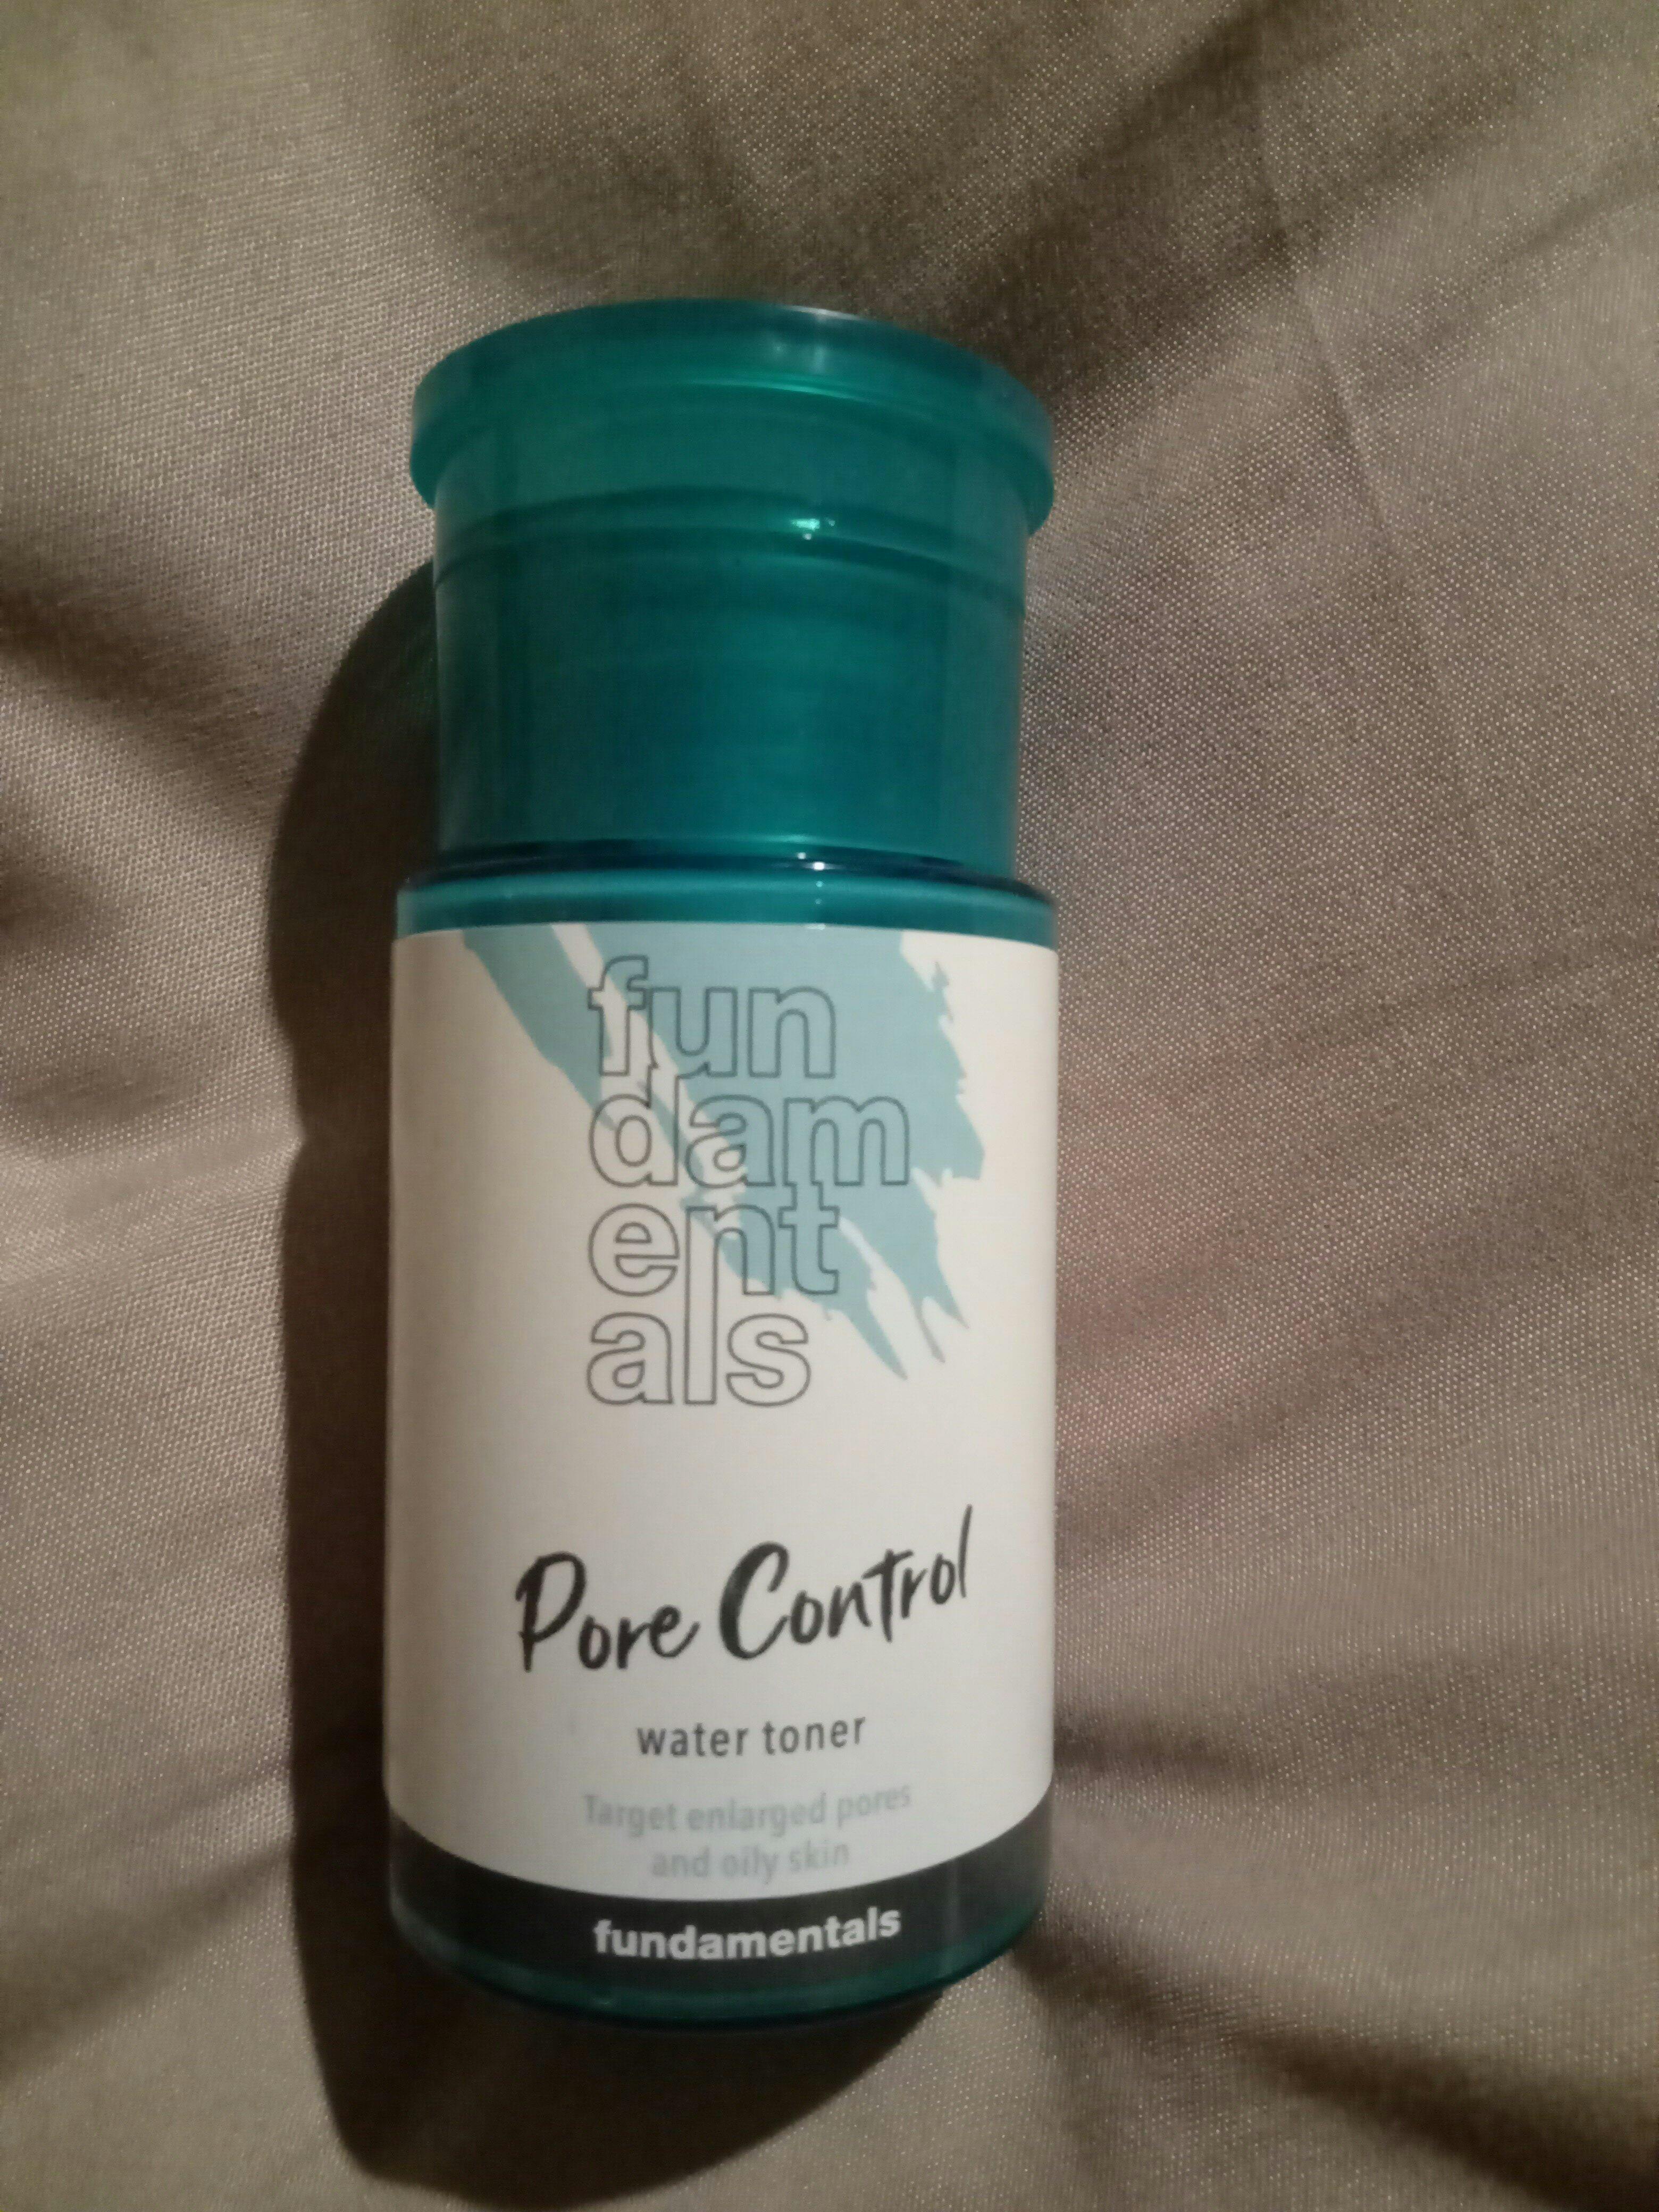 fun
dam
ent
als
Pore Control
water toner
Target enlarged pores
and oily skin
fundamentals